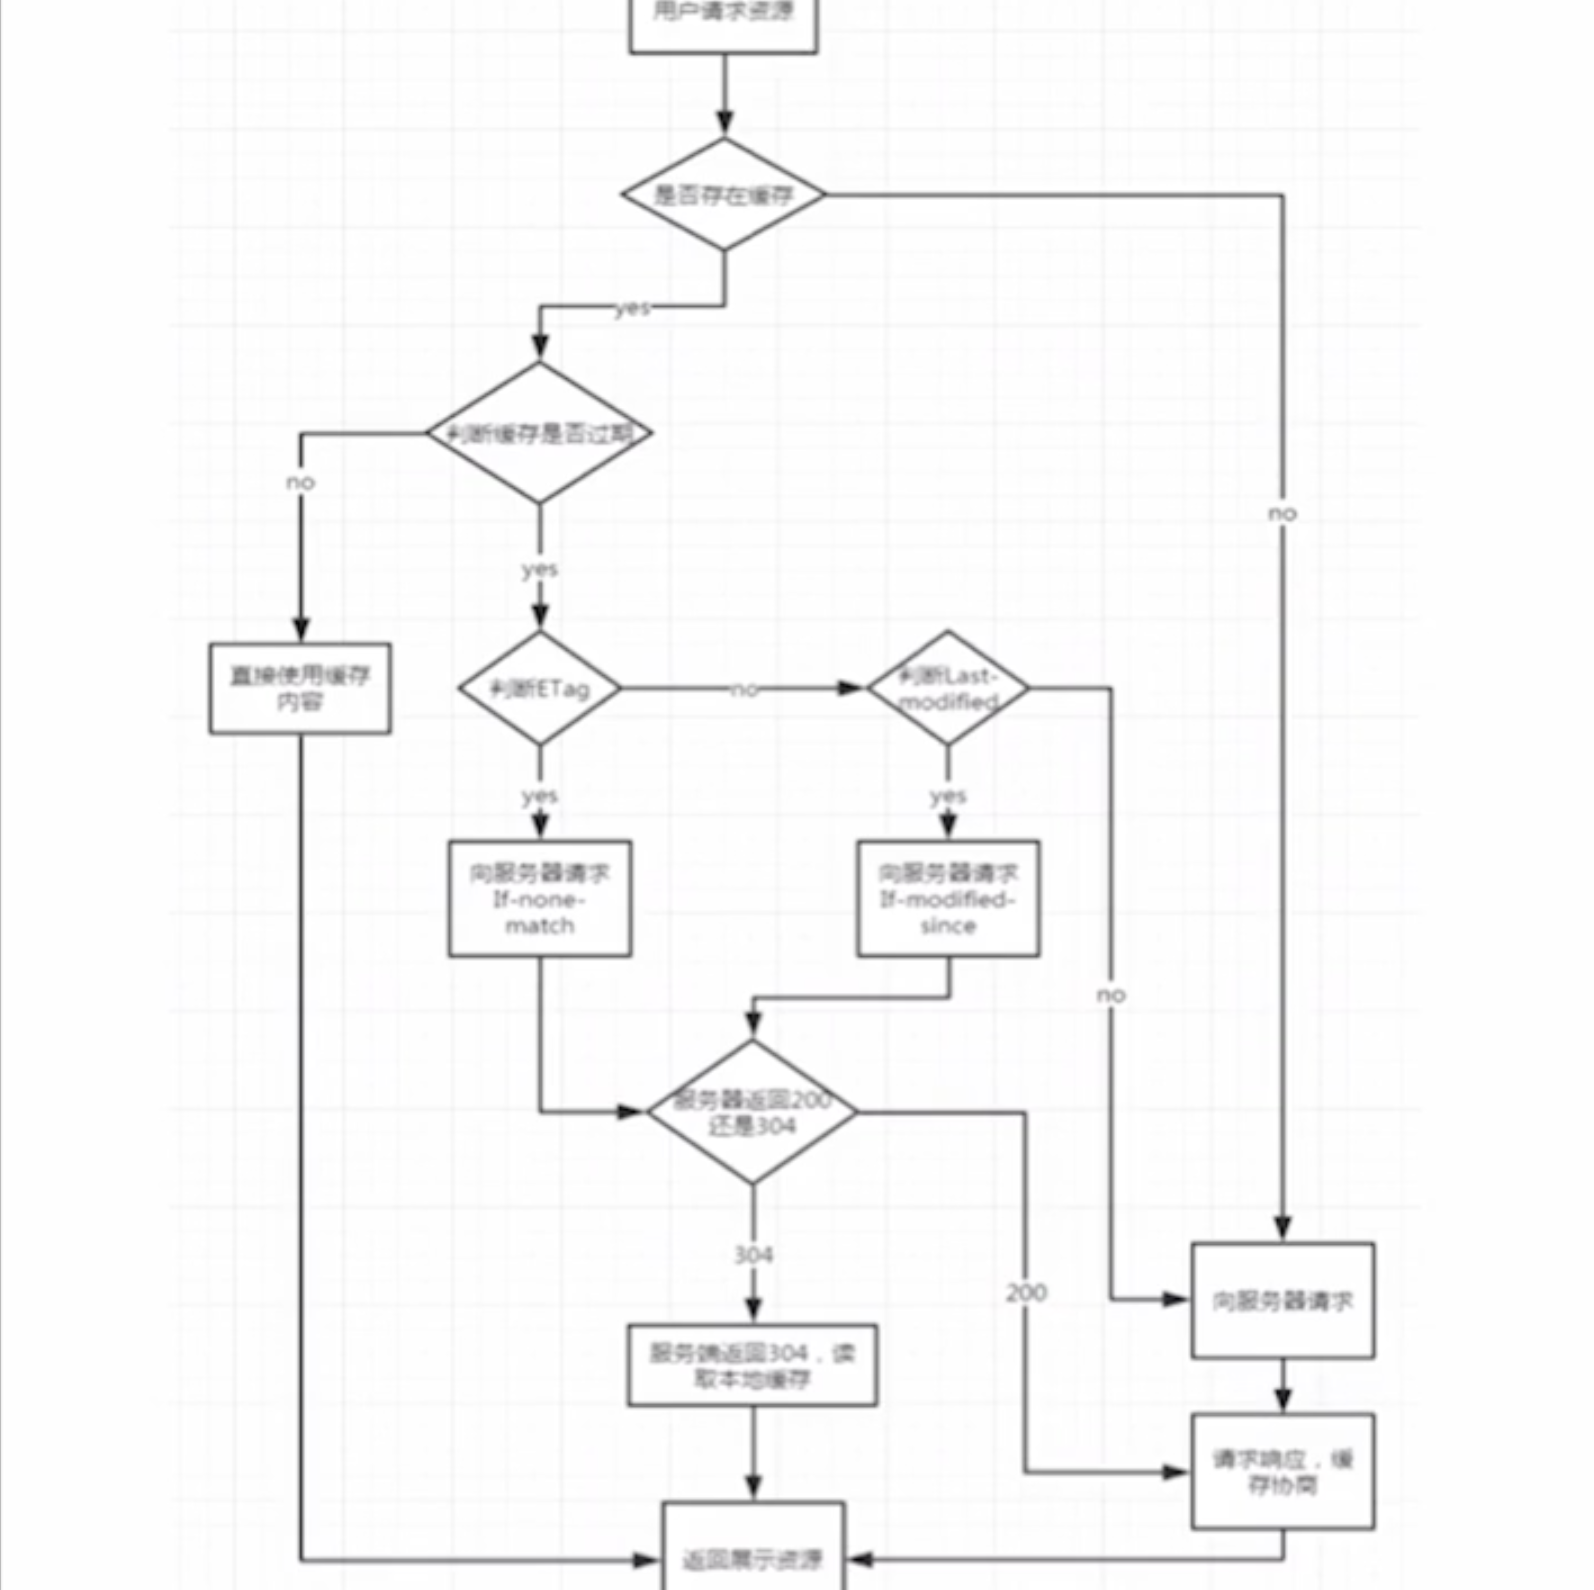 用户请求资源
是否存在缓存
yes
判断缓存是否过期
no
no
yes
直接使用缓存
内容
判断ETag
no
判断Last-
modified
yes
yes
向服务器请求
If-none-
match
向服务器请求
If-modified-
since
no
服务器返回200
还是304
304
200
向服务器请求
服务端返回304，读
取本地缓存
请求响应，缓
存协商
返回展示资源